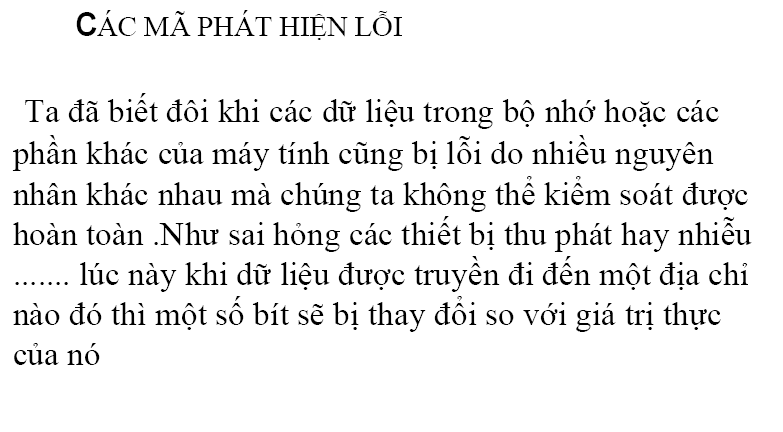 CÁC MÃ PHÁT HIỆN LỖI
Ta đã biết đôi khi các dữ liệu trong bộ nhớ hoặc các
phần khác của máy tính cũng bị lỗi do nhiều nguyên
nhân khác nhau mà chúng ta không thể kiểm soát được
hoàn toàn .Như sai hỏng các thiết bị thu phát hay nhiễu
....... lúc này khi dữ liệu được truyền đi đến một địa chỉ
nào đó thì một số bít sẽ bị thay đổi so với giá trị thực
của nó